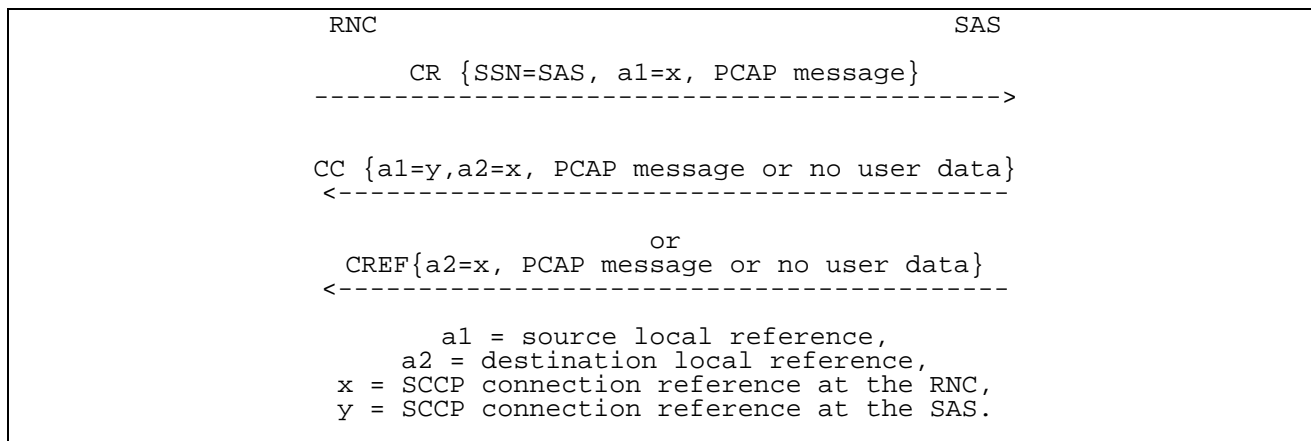 RNC SAS
CR {SSN=SAS, a1=x, PCAP message}
------------------------------------------->
CC {a1=y,a2=x, PCAP message or no user data}
<------------------------------------------
or
CREF{a2=x, PCAP message or no user data}
<------------------------------------------
a1 = source local reference,
a2 = destination local reference,
x = SCCP connection reference at the RNC,
y = SCCP connection reference at the SAS.